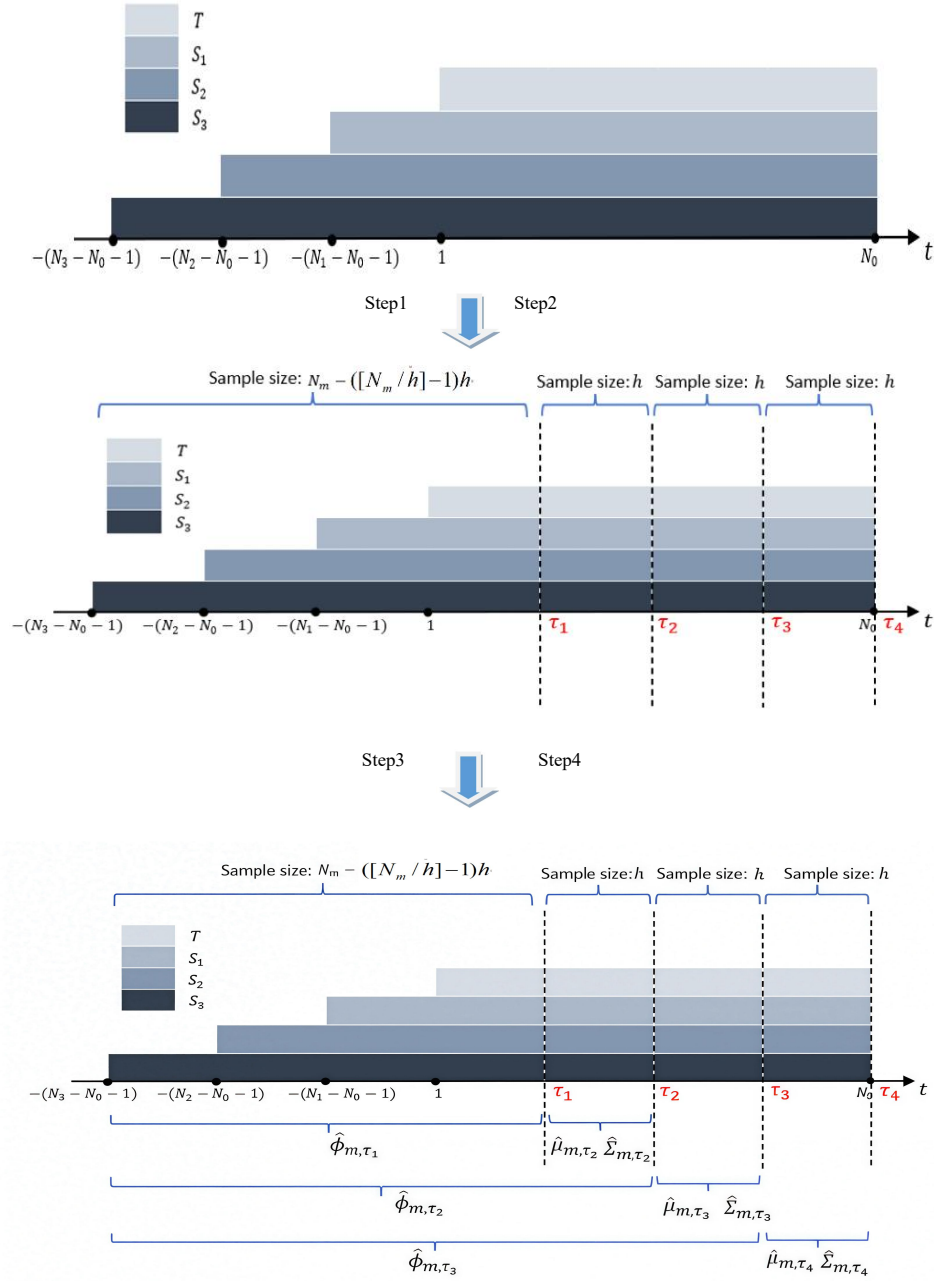 T
S₁
S₂
S₃
−(N₃ − N₀ − 1) −(N₂ − N₀ − 1) −(N₁ − N₀ − 1) 1 N₀ t
Step1 Step2
Sample size: Nₘ − ([Nₘ / h] − 1)h Sample size: h Sample size: h Sample size: h
T
S₁
S₂
S₃
−(N₃ − N₀ − 1) −(N₂ − N₀ − 1) −(N₁ − N₀ − 1) 1 τ₁ τ₂ τ₃ N₀ τ₄ t
Step3 Step4
Sample size: Nₘ − ([Nₘ / h] − 1)h Sample size: h Sample size: h Sample size: h
T
S₁
S₂
S₃
−(N₃ − N₀ − 1) −(N₂ − N₀ − 1) −(N₁ − N₀ − 1) 1 τ₁ τ₂ τ₃ N₀ τ₄ t
ϕ̂_{m,τ₁} μ̂_{m,τ₂} Σ̂_{m,τ₂}
ϕ̂_{m,τ₂} μ̂_{m,τ₃} Σ̂_{m,τ₃}
ϕ̂_{m,τ₃} μ̂_{m,τ₄} Σ̂_{m,τ₄}